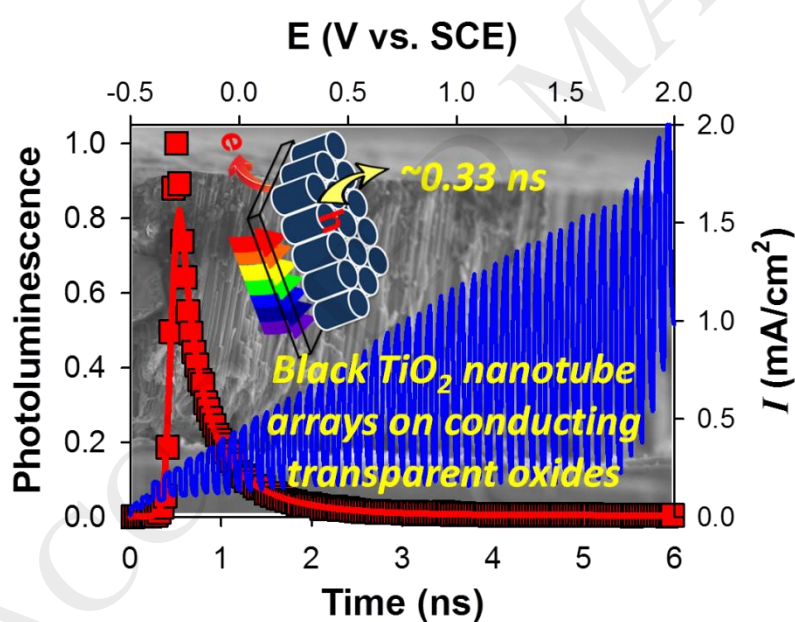 E (V vs. SCE)
-0.5 0.0 0.5 1.0 1.5 2.0
Photoluminescence
1.0
0.8
0.6
0.4
0.2
0.0
e
h
~0.33 ns
Black TiO₂ nanotube
arrays on conducting
transparent oxides
2.0
1.5
1.0
0.5
0.0
I (mA/cm²)
0 1 2 3 4 5 6
Time (ns)